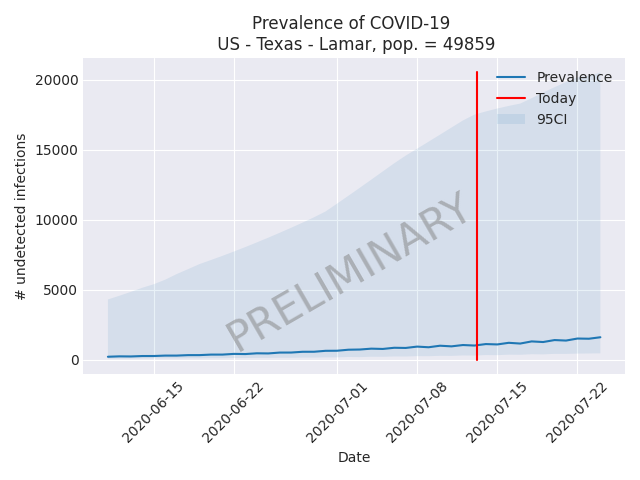 Prevalence of COVID-19
US - Texas - Lamar, pop. = 49859
Prevalence
Today
95CI
20000
15000
10000
5000
0
# undetected infections
PRELIMINARY
2020-06-15
2020-06-22
2020-07-01
2020-07-08
2020-07-15
2020-07-22
Date